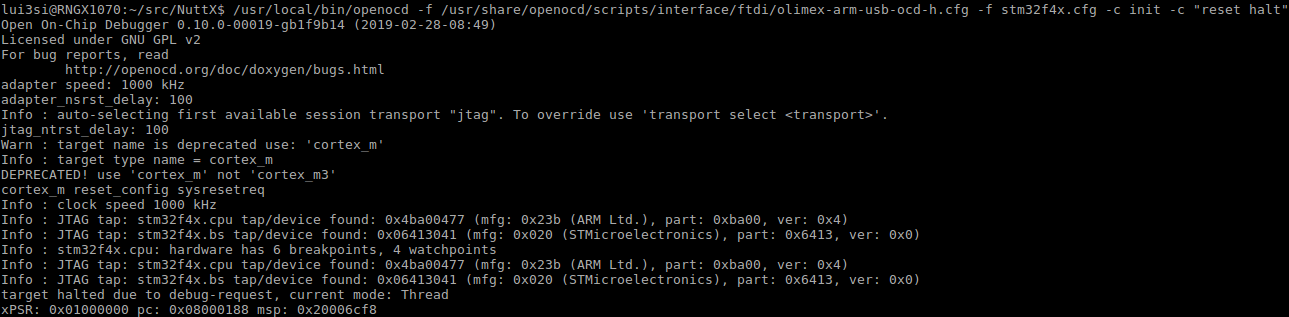 lui3si@RNGX1070:~/src/NuttX$ /usr/local/bin/openocd -f /usr/share/openocd/scripts/interface/ftdi/olimex-arm-usb-ocd-h.cfg -f stm32f4x.cfg -c init -c "reset halt"
Open On-Chip Debugger 0.10.0-00019-gb1f9b14 (2019-02-28-08:49)
Licensed under GNU GPL v2
For bug reports, read
        http://openocd.org/doc/doxygen/bugs.html
adapter speed: 1000 kHz
adapter_nsrst_delay: 100
Info : auto-selecting first available session transport "jtag". To override use 'transport select <transport>'.
jtag_ntrst_delay: 100
Warn : target name is deprecated use: 'cortex_m'
Info : target type name = cortex_m
DEPRECATED! use 'cortex_m' not 'cortex_m3'
cortex_m reset_config sysresetreq
Info : clock speed 1000 kHz
Info : JTAG tap: stm32f4x.cpu tap/device found: 0x4ba00477 (mfg: 0x23b (ARM Ltd.), part: 0xba00, ver: 0x4)
Info : JTAG tap: stm32f4x.bs tap/device found: 0x06413041 (mfg: 0x020 (STMicroelectronics), part: 0x6413, ver: 0x0)
Info : stm32f4x.cpu: hardware has 6 breakpoints, 4 watchpoints
Info : JTAG tap: stm32f4x.cpu tap/device found: 0x4ba00477 (mfg: 0x23b (ARM Ltd.), part: 0xba00, ver: 0x4)
Info : JTAG tap: stm32f4x.bs tap/device found: 0x06413041 (mfg: 0x020 (STMicroelectronics), part: 0x6413, ver: 0x0)
target halted due to debug-request, current mode: Thread
xPSR: 0x01000000 pc: 0x08000188 msp: 0x20006cf8